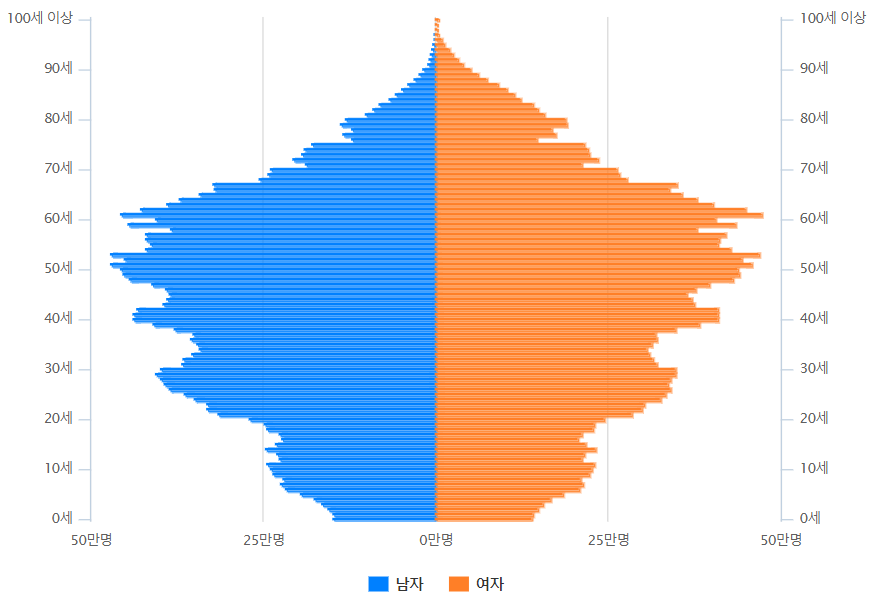 100세 이상 100세 이상
90세 90세
80세 80세
70세 70세
60세 60세
50세 50세
40세 40세
30세 30세
20세 20세
10세 10세
0세 0세
50만명 25만명 0만명 25만명 50만명
남자 여자